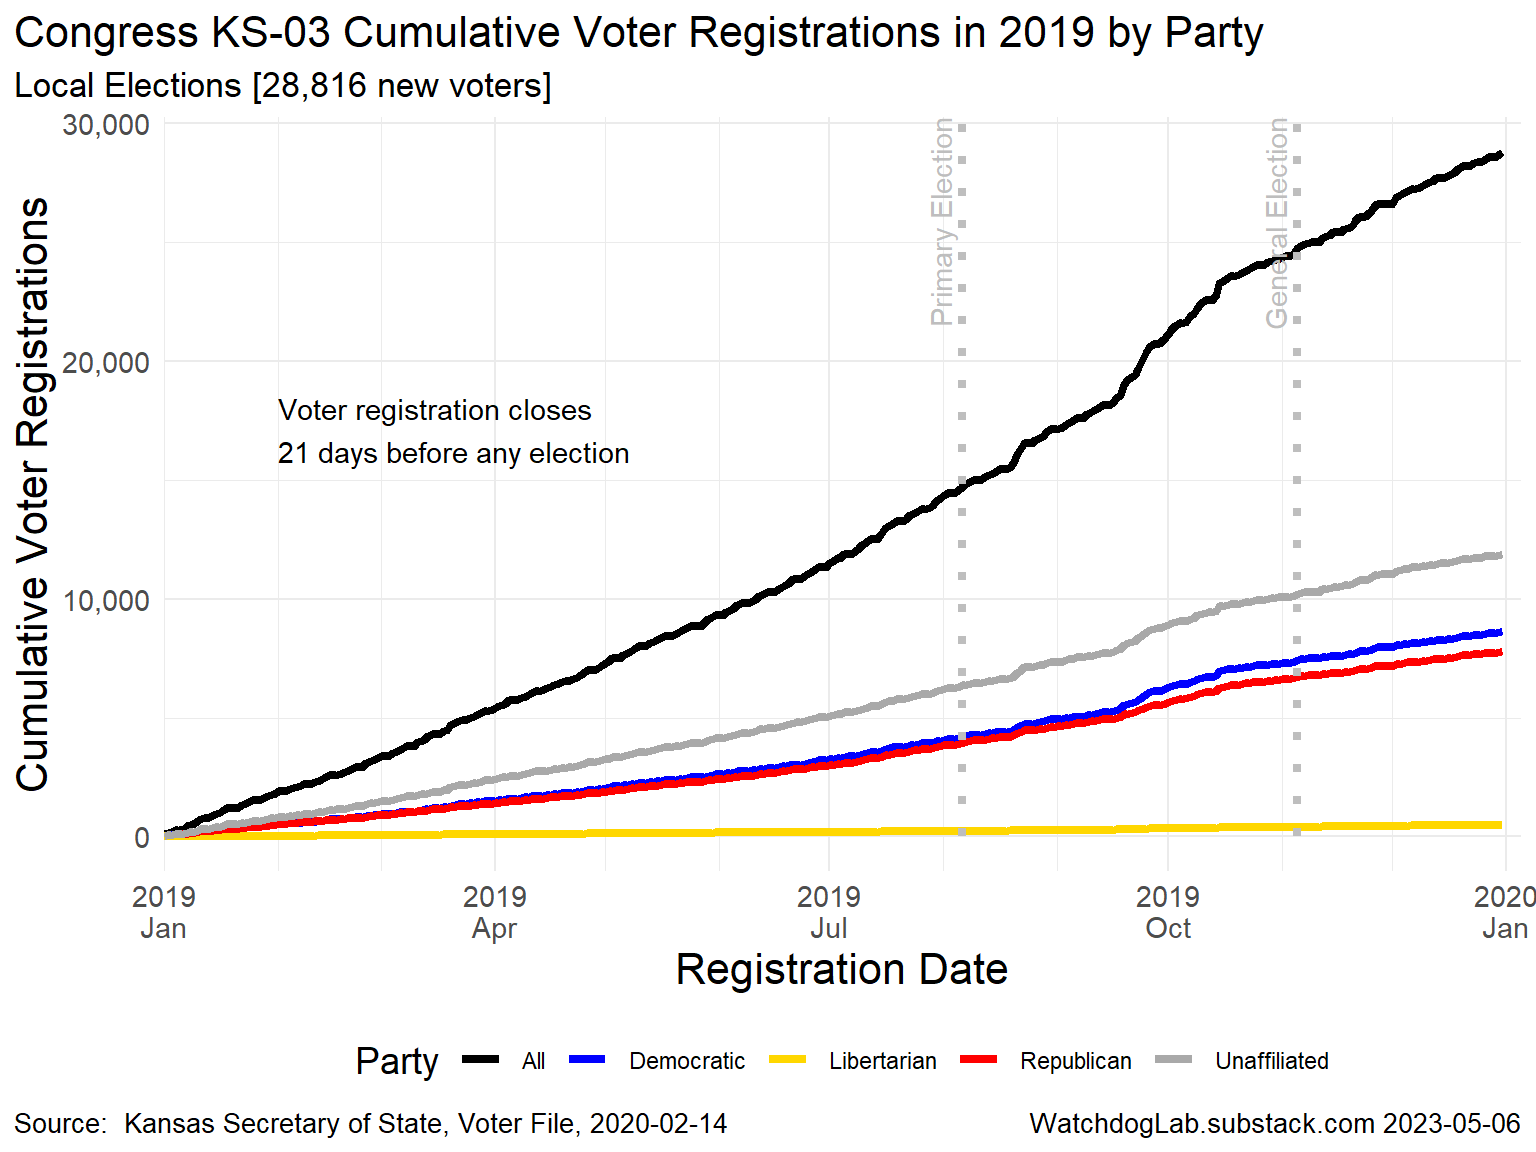 Congress KS-03 Cumulative Voter Registrations in 2019 by Party
Local Elections [28,816 new voters]
Cumulative Voter Registrations
30,000
20,000
10,000
0
Primary Election
General Election
Voter registration closes
21 days before any election
2019 2019 2019 2019 2020
Jan Apr Jul Oct Jan
Registration Date
Party All Democratic Libertarian Republican Unaffiliated
Source:  Kansas Secretary of State, Voter File, 2020-02-14
WatchdogLab.substack.com 2023-05-06